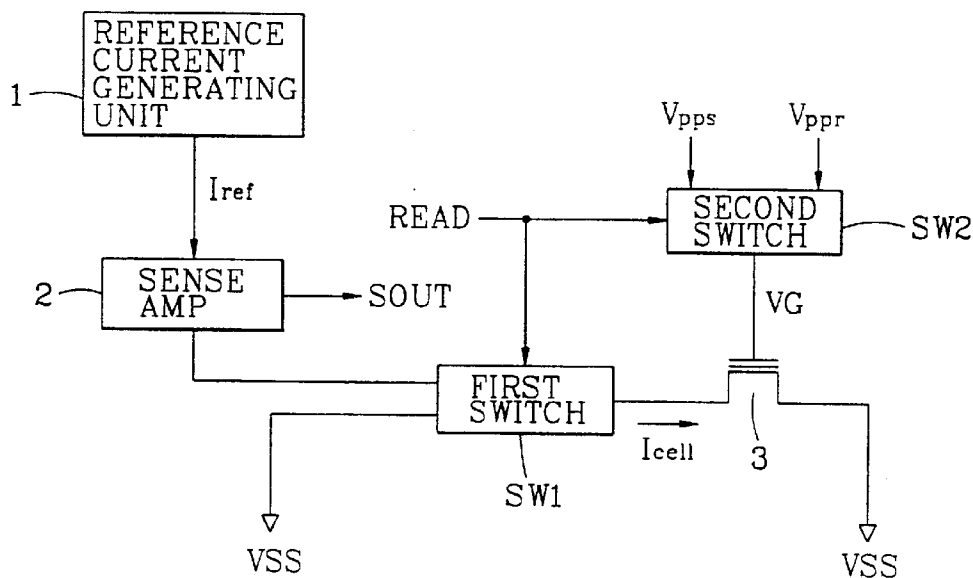 REFERENCE
CURRENT
GENERATING
UNIT
1
Iref
Vpps
Vppr
READ
SECOND
SWITCH
SW2
2
SENSE
AMP
SOUT
VG
FIRST
SWITCH
Icell
3
SW1
VSS
VSS